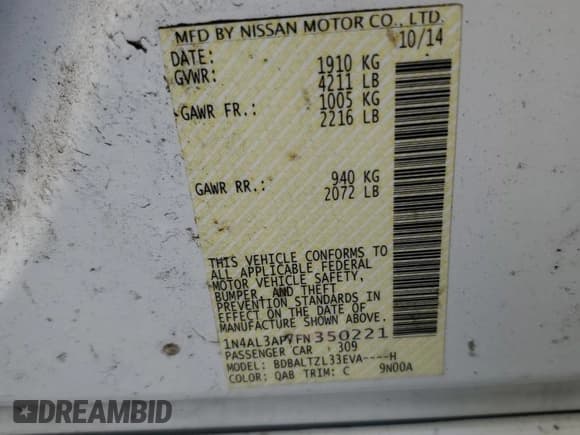 MFD BY NISSAN MOTOR CO., LTD.
DATE: 10/14
GVWR: 1910 KG
4211 LB
GAWR FR.: 1005 KG
2216 LB
GAWR RR.: 940 KG
2072 LB
THIS VEHICLE CONFORMS TO
ALL APPLICABLE FEDERAL
MOTOR VEHICLE SAFETY,
BUMPER, AND THEFT
PREVENTION STANDARDS IN
EFFECT ON THE DATE OF
MANUFACTURE SHOWN ABOVE.
1N4AL3AP7FN350221
PASSENGER CAR 309
MODEL: BDBALTZL33EVA----H
COLOR: QAB TRIM: C 9N00A
DREAMBID